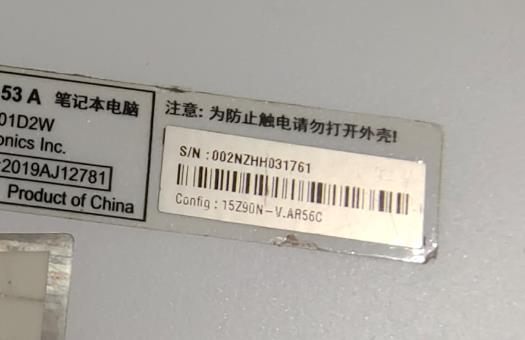 53 A 笔记本电脑
01D2W
onics Inc.
2019AJ12781
Product of China
注意: 为防止触电请勿打开外壳!
S/N : 002NZHH031761
Config : 15Z90N-V.AR56C